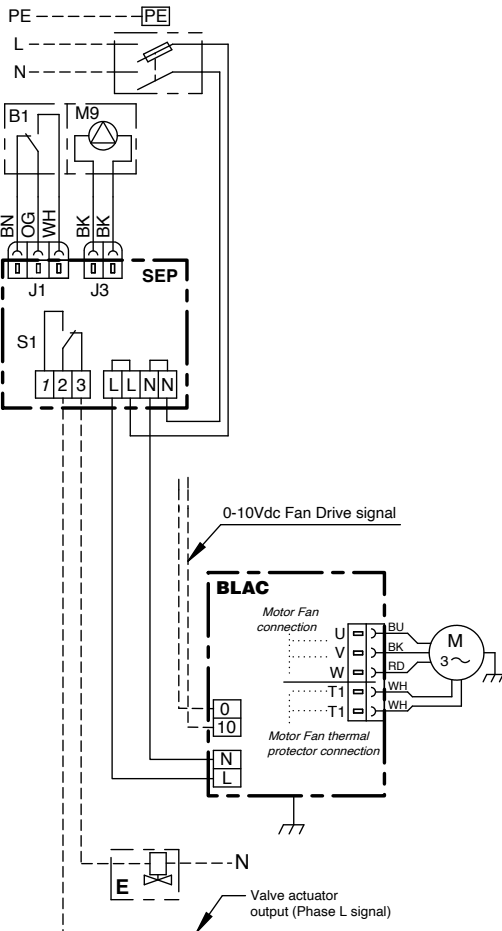 PE PE
L
N
B1 M9
BN OG WH BK BK
SEP
J1 J3
S1
1 2 3 L L N N
0-10Vdc Fan Drive signal
BLAC
Motor Fan
connection
U BU
V BK
W RD
T1 WH
T1 WH
M
3~
Motor Fan thermal
protector connection
0
10
N
L
E N
Valve actuator
output (Phase L signal)